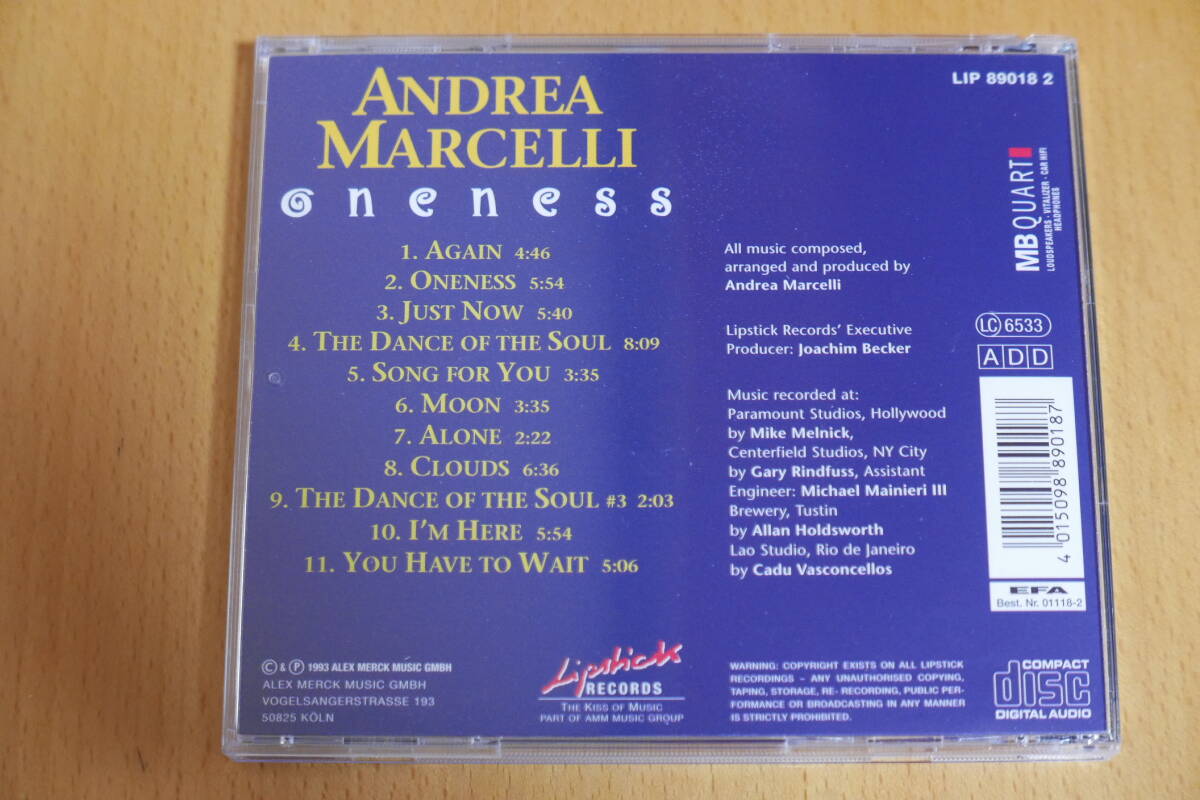 ANDREA
MARCELLI
oneness
1. AGAIN 4:46
2. ONENESS 5:54
3. JUST NOW 5:40
4. THE DANCE OF THE SOUL 8:09
5. SONG FOR YOU 3:35
6. MOON 3:35
7. ALONE 2:22
8. CLOUDS 6:36
9. THE DANCE OF THE SOUL #3 2:03
10. I'M HERE 5:54
11. YOU HAVE TO WAIT 5:06
© & ℗ 1993 ALEX MERCK MUSIC GMBH
ALEX MERCK MUSIC GMBH
VOGELSANGERSTRASSE 193
50825 KÖLN
Lipstick
RECORDS
THE KISS OF MUSIC
PART OF AMM MUSIC GROUP
All music composed,
arranged and produced by
Andrea Marcelli
Lipstick Records' Executive
Producer: Joachim Becker
Music recorded at:
Paramount Studios, Hollywood
by Mike Melnick,
Centerfield Studios, NY City
by Gary Rindfuss, Assistant
Engineer: Michael Mainieri III
Brewery, Tustin
by Allan Holdsworth
Lao Studio, Rio de Janeiro
by Cadu Vasconcellos
WARNING: COPYRIGHT EXISTS ON ALL LIPSTICK
RECORDINGS - ANY UNAUTHORISED COPYING,
TAPING, STORAGE, RE- RECORDING, PUBLIC PER-
FORMANCE OR BROADCASTING IN ANY MANNER
IS STRICTLY PROHIBITED.
LIP 89018 2
MB QUART
LOUDSPEAKERS · VITALIZER · CAR HIFI
HEADPHONES
LC 6533
ADD
4 015098 890187
EFA
Best. Nr. 01118-2
COMPACT
disc
DIGITAL AUDIO